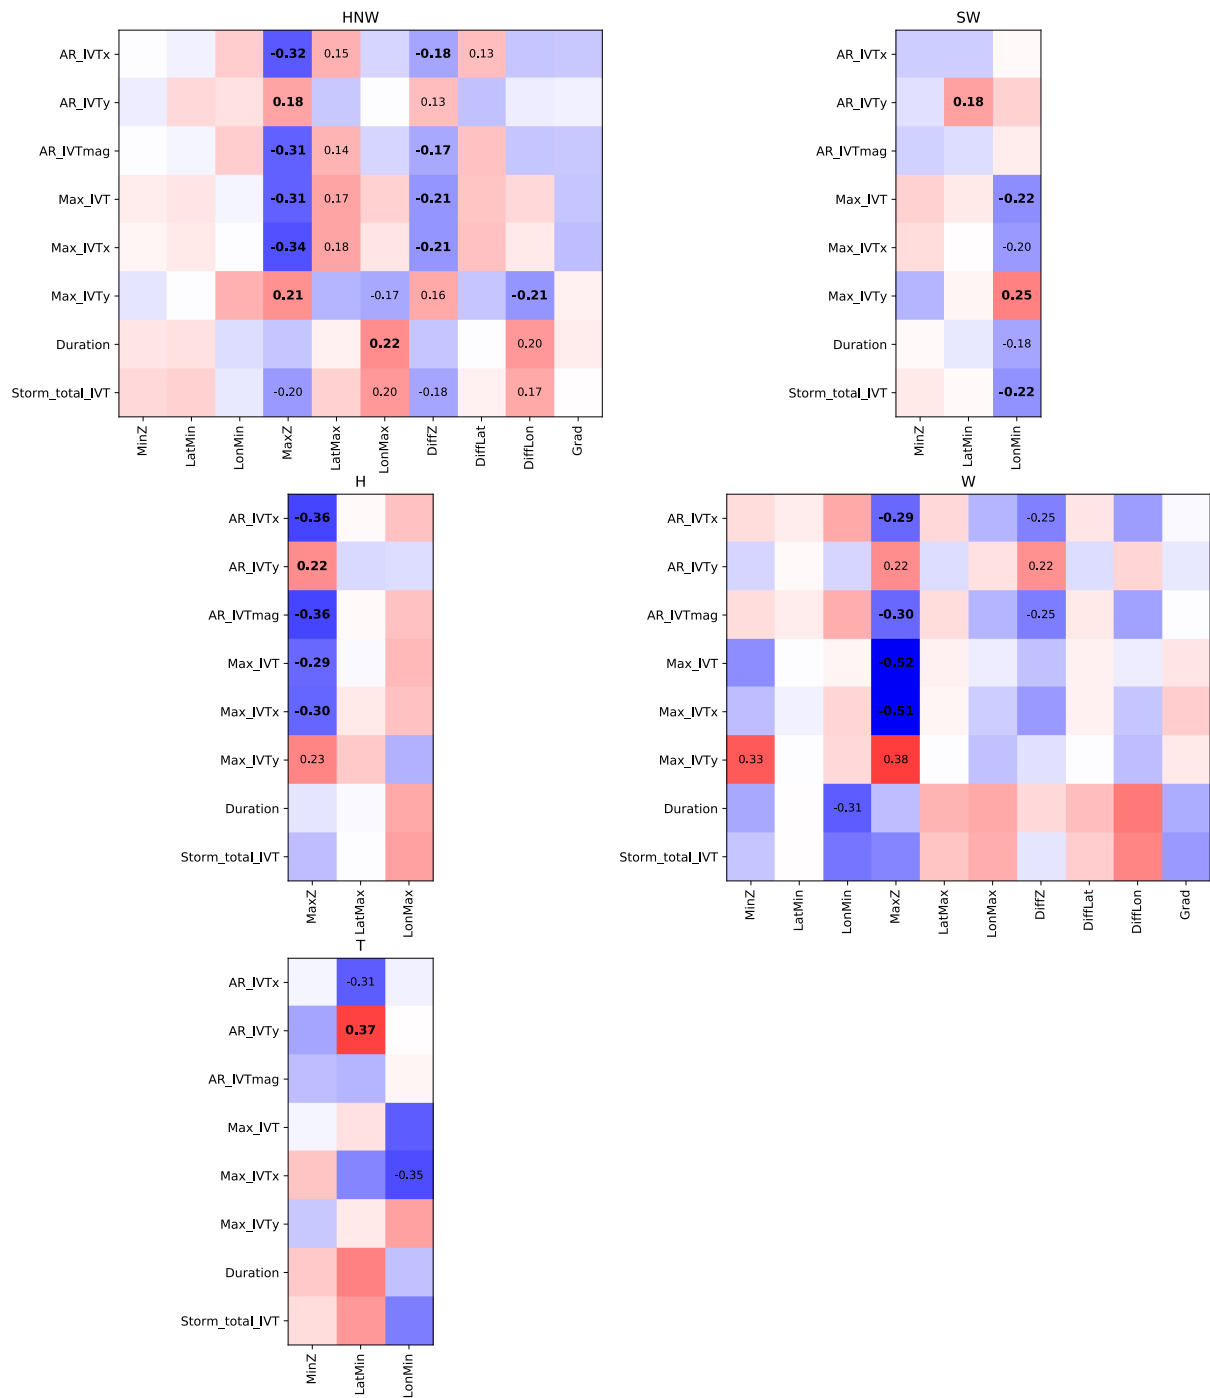 HNW
AR_IVTx -0.32 0.15 -0.18 0.13
AR_IVTy 0.18 0.13
AR_IVTmag -0.31 0.14 -0.17
Max_IVT -0.31 0.17 -0.21
Max_IVTx -0.34 0.18 -0.21
Max_IVTy 0.21 -0.17 0.16 -0.21
Duration 0.22 0.20
Storm_total_IVT -0.20 0.20 -0.18 0.17
MinZ LatMin LonMin MaxZ LatMax LonMax DiffZ DiffLat DiffLon Grad
SW
AR_IVTx
AR_IVTy 0.18
AR_IVTmag
Max_IVT -0.22
Max_IVTx -0.20
Max_IVTy 0.25
Duration -0.18
Storm_total_IVT -0.22
MinZ LatMin LonMin
H
AR_IVTx -0.36
AR_IVTy 0.22
AR_IVTmag -0.36
Max_IVT -0.29
Max_IVTx -0.30
Max_IVTy 0.23
Duration
Storm_total_IVT
MaxZ LatMax LonMax
W
AR_IVTx -0.29 -0.25
AR_IVTy 0.22 0.22
AR_IVTmag -0.30 -0.25
Max_IVT -0.52
Max_IVTx -0.51
Max_IVTy 0.33 0.38
Duration -0.31
Storm_total_IVT
MinZ LatMin LonMin MaxZ LatMax LonMax DiffZ DiffLat DiffLon Grad
T
AR_IVTx -0.31
AR_IVTy 0.37
AR_IVTmag
Max_IVT
Max_IVTx -0.35
Max_IVTy
Duration
Storm_total_IVT
MinZ LatMin LonMin